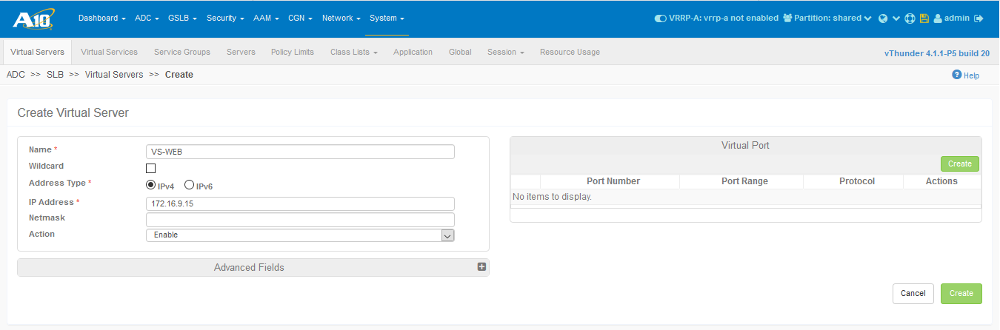 A10
Dashboard ADC GSLB Security AAM CGN Network System VRRP-A: vrrp-a not enabled Partition: shared admin
Virtual Servers Virtual Services Service Groups Servers Policy Limits Class Lists Application Global Session Resource Usage vThunder 4.1.1-P5 build 20
ADC >> SLB >> Virtual Servers >> Create Help
Create Virtual Server
Name * VS-WEB
Wildcard
Address Type * IPv4 IPv6
IP Address * 172.16.9.15
Netmask
Action Enable
Advanced Fields
Virtual Port
Create
Port Number Port Range Protocol Actions
No items to display.
Cancel Create